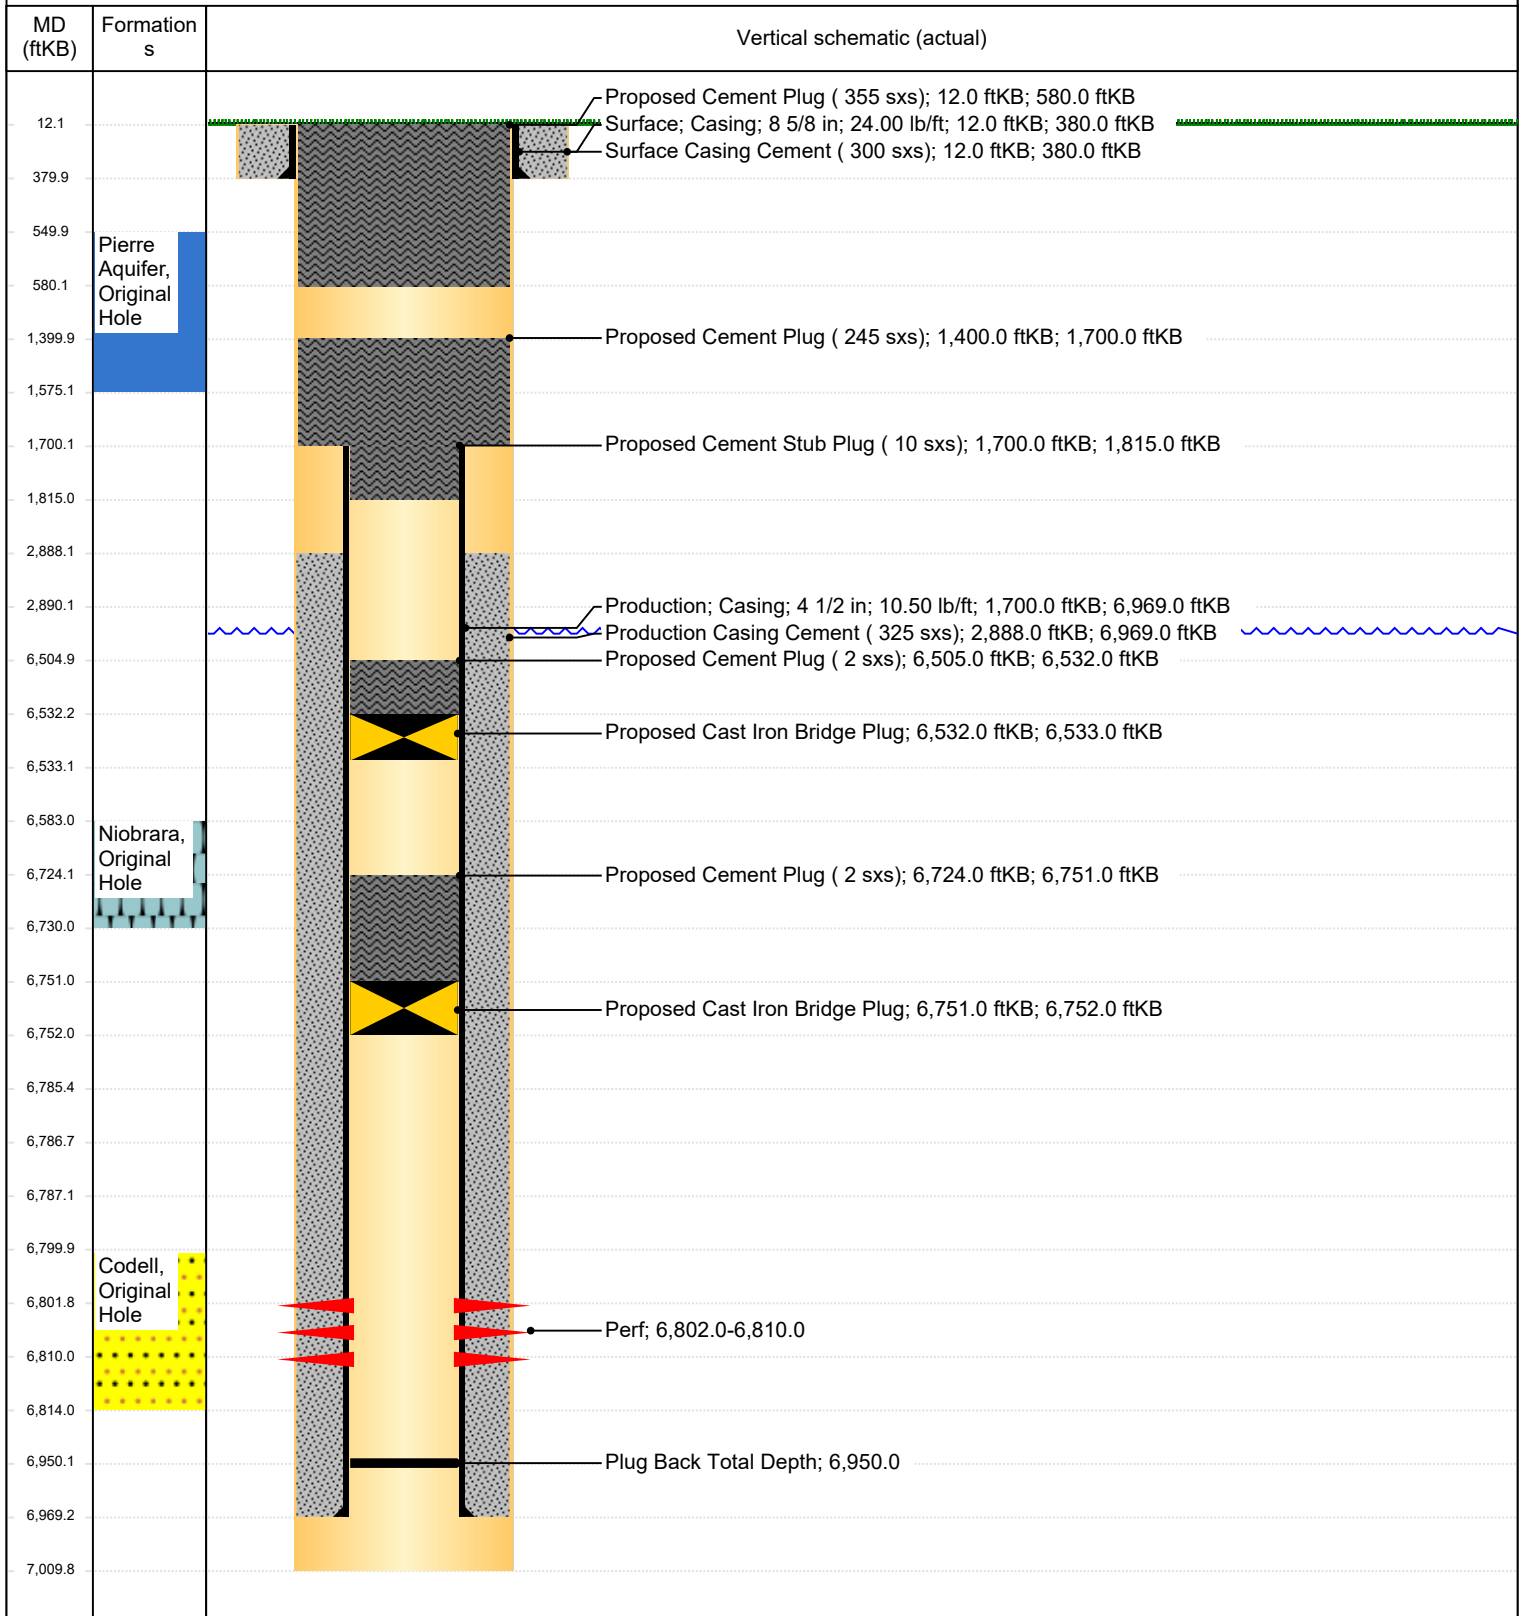 MD
(ftKB)
Formation
s
Vertical schematic (actual)
Proposed Cement Plug ( 355 sxs); 12.0 ftKB; 580.0 ftKB
12.1
Surface; Casing; 8 5/8 in; 24.00 lb/ft; 12.0 ftKB; 380.0 ftKB
Surface Casing Cement ( 300 sxs); 12.0 ftKB; 380.0 ftKB
379.9
549.9
Pierre
Aquifer,
Original
Hole
580.1
1,399.9
Proposed Cement Plug ( 245 sxs); 1,400.0 ftKB; 1,700.0 ftKB
1,575.1
1,700.1
Proposed Cement Stub Plug ( 10 sxs); 1,700.0 ftKB; 1,815.0 ftKB
1,815.0
2,888.1
2,890.1
Production; Casing; 4 1/2 in; 10.50 lb/ft; 1,700.0 ftKB; 6,969.0 ftKB
Production Casing Cement ( 325 sxs); 2,888.0 ftKB; 6,969.0 ftKB
6,504.9
Proposed Cement Plug ( 2 sxs); 6,505.0 ftKB; 6,532.0 ftKB
6,532.2
Proposed Cast Iron Bridge Plug; 6,532.0 ftKB; 6,533.0 ftKB
6,533.1
6,583.0
Niobrara,
Original
Hole
6,724.1
Proposed Cement Plug ( 2 sxs); 6,724.0 ftKB; 6,751.0 ftKB
6,730.0
6,751.0
Proposed Cast Iron Bridge Plug; 6,751.0 ftKB; 6,752.0 ftKB
6,752.0
6,785.4
6,786.7
6,787.1
6,799.9
Codell,
Original
Hole
6,801.8
Perf; 6,802.0-6,810.0
6,810.0
6,814.0
6,950.1
Plug Back Total Depth; 6,950.0
6,969.2
7,009.8